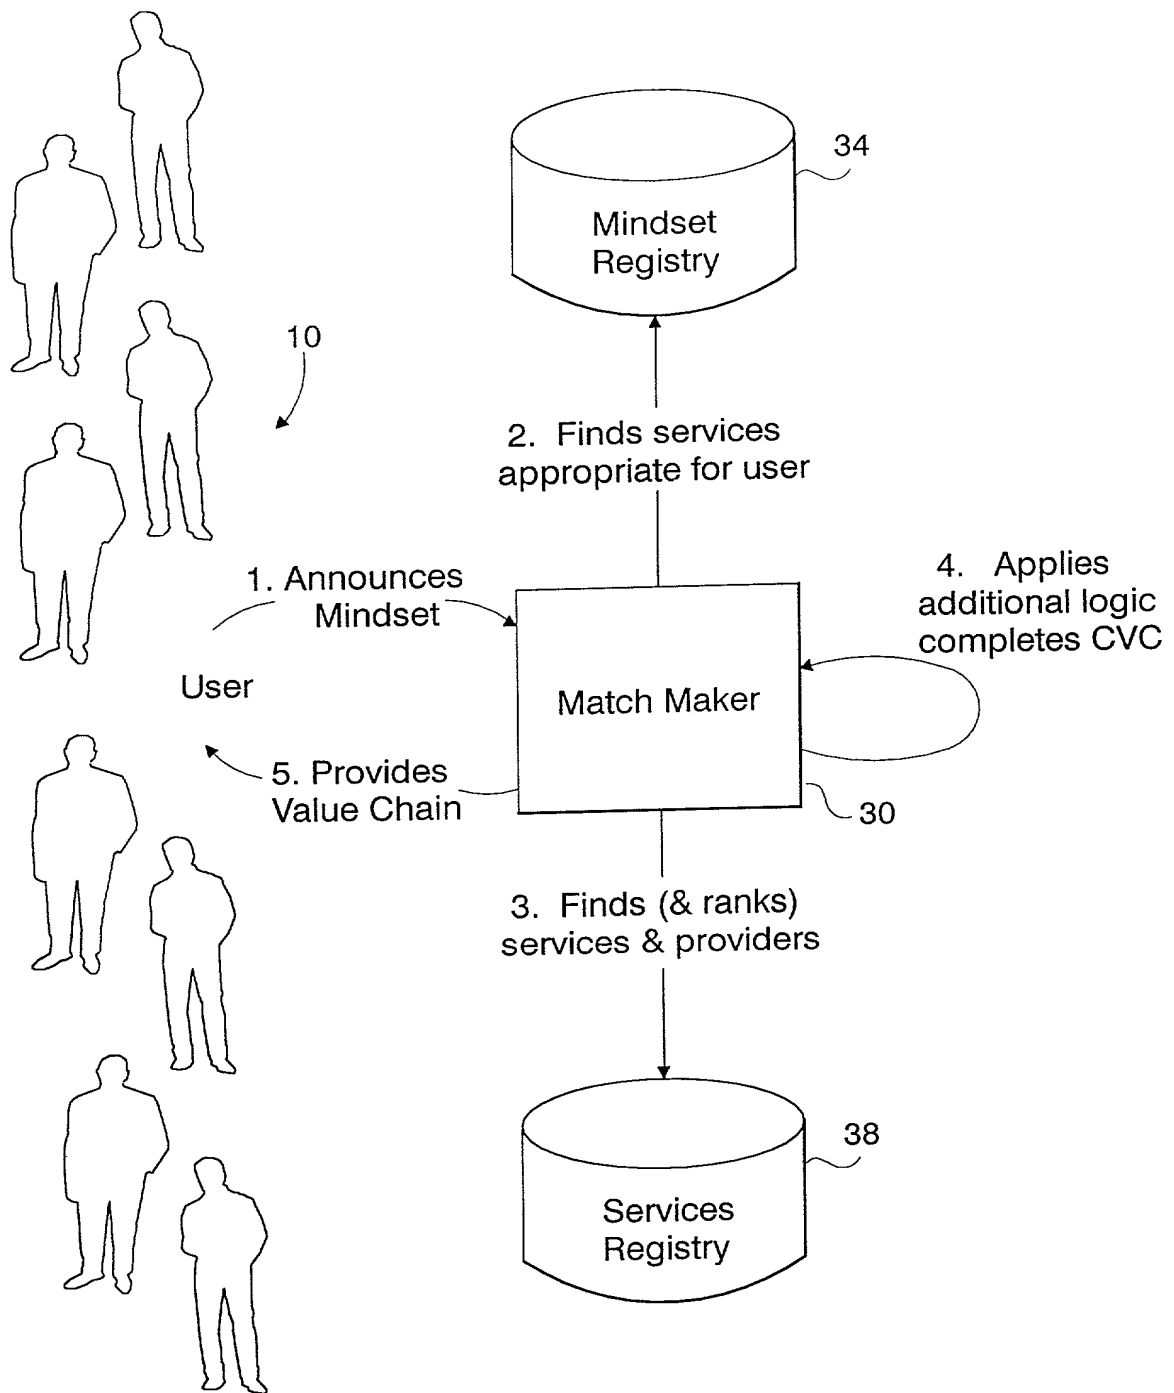 34
Mindset
Registry
10
2. Finds services
appropriate for user
1. Announces
Mindset
4. Applies
additional logic
completes CVC
User
Match Maker
5. Provides
Value Chain
30
3. Finds (& ranks)
services & providers
38
Services
Registry